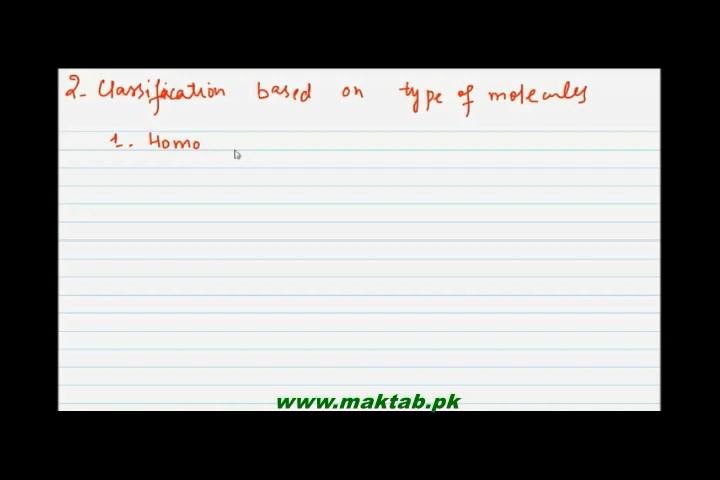 2- Classification based on type of molecules
1. Homo
www.maktab.pk